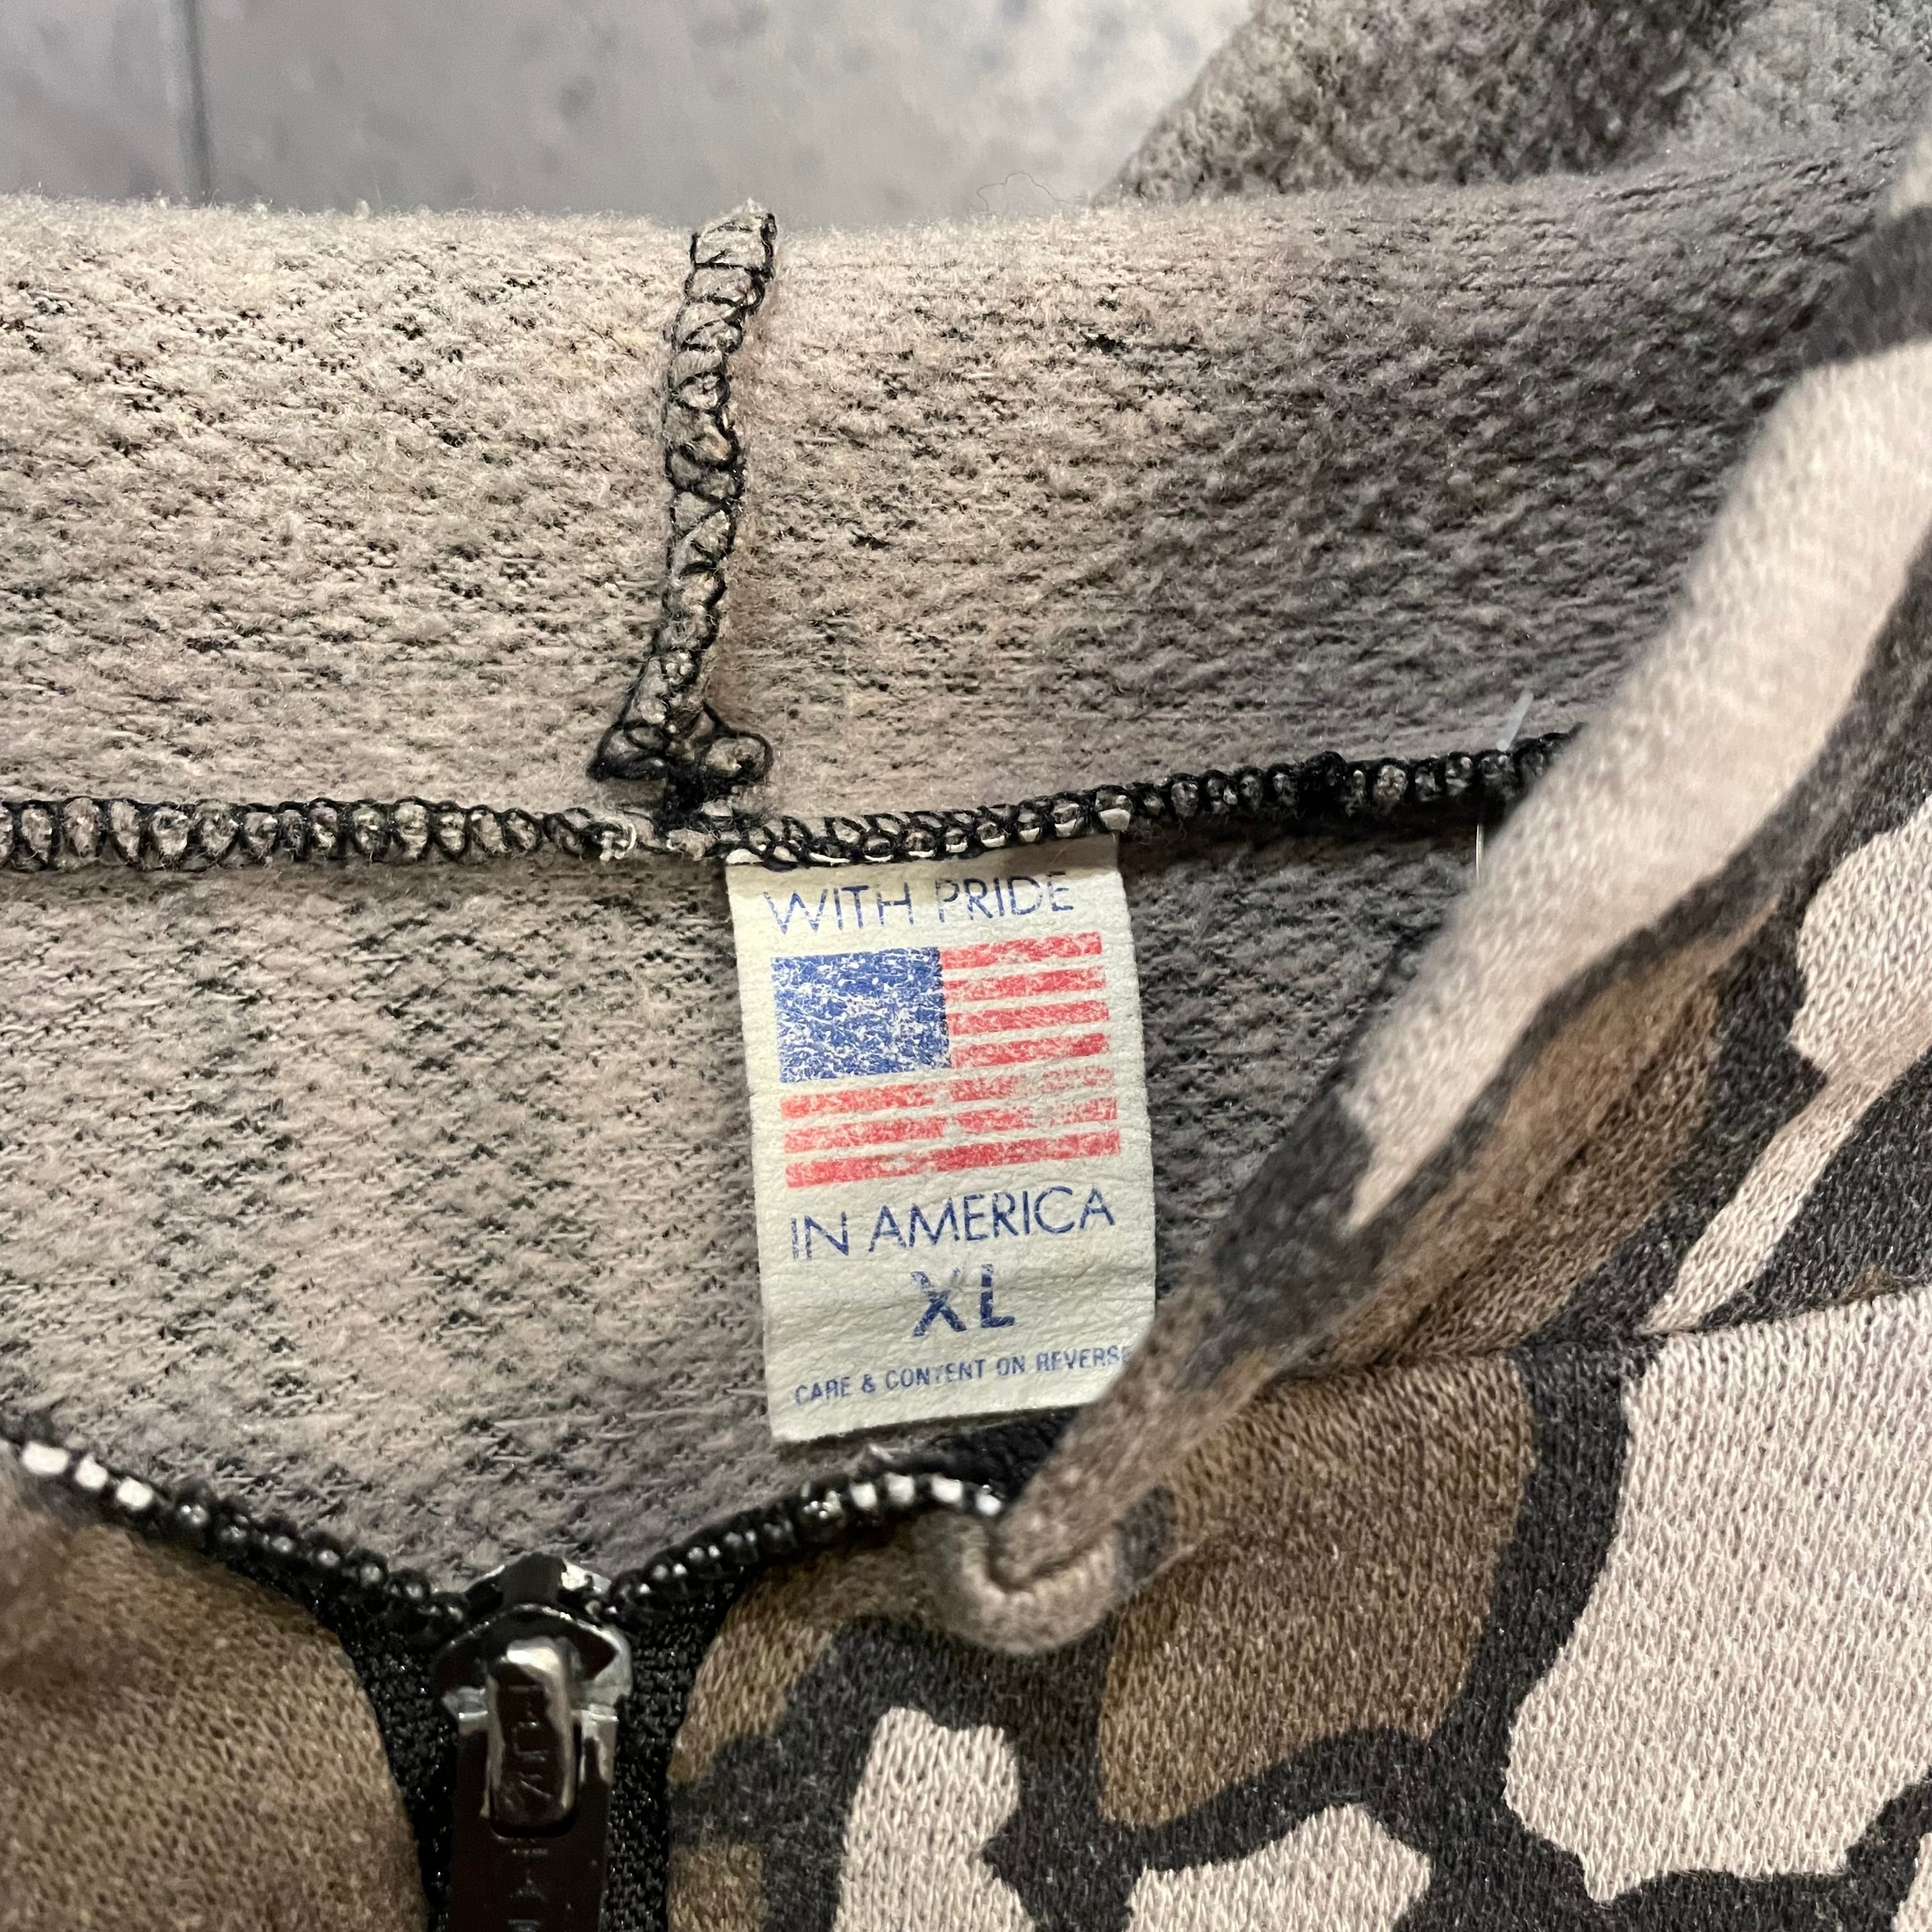 WITH PRIDE
IN AMERICA
XL
CARE & CONTENT ON REVERSE